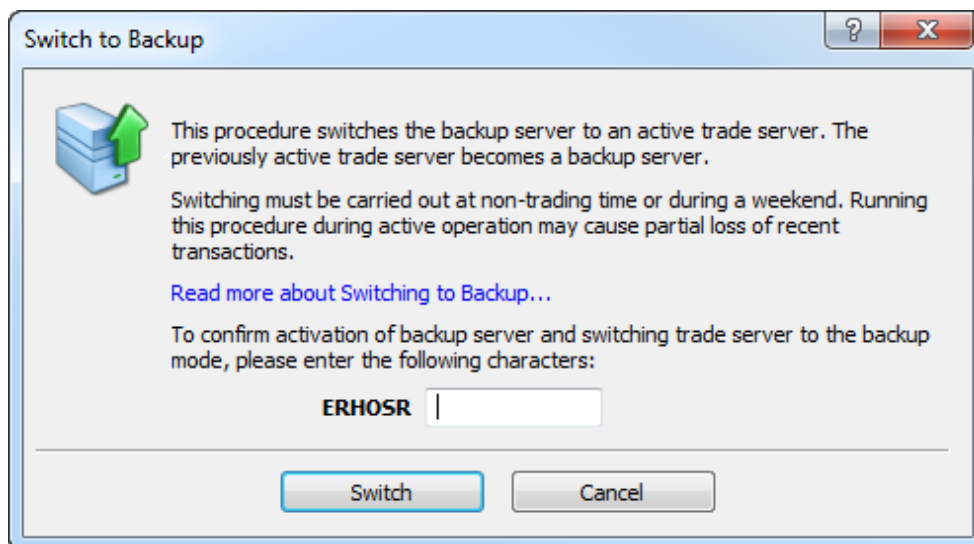 Switch to Backup
?
X
This procedure switches the backup server to an active trade server. The
previously active trade server becomes a backup server.
Switching must be carried out at non-trading time or during a weekend. Running
this procedure during active operation may cause partial loss of recent
transactions.
Read more about Switching to Backup...
To confirm activation of backup server and switching trade server to the backup
mode, please enter the following characters:
ERHOSR
Switch
Cancel